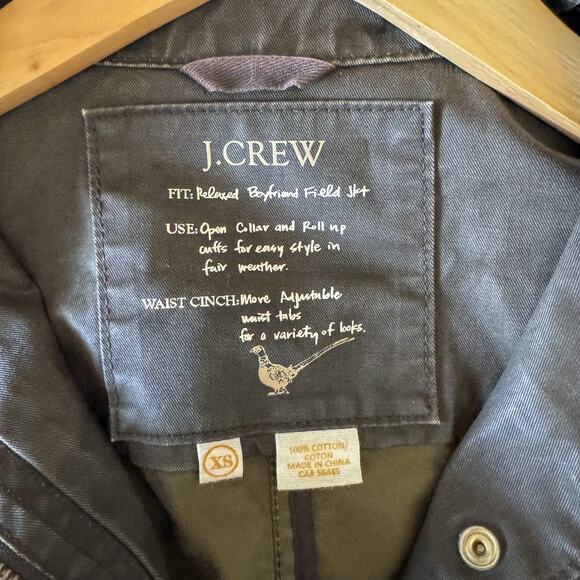 J.CREW
FIT: Relaxed Boyfriend Field Jkt
USE: Open Collar and Roll up
cuffs for easy style in
fair weather.
WAIST CINCH: Move Adjustable
waist tabs
for a variety of looks.
XS
100% COTTON/
COTON
MADE IN CHINA
CA# 56445